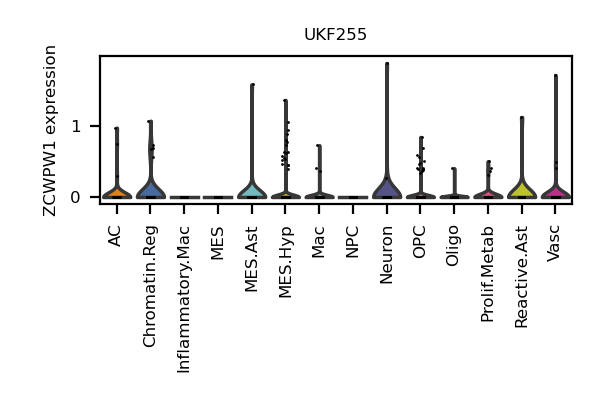 UKF255
ZCWPW1 expression
1
0
AC
Chromatin.Reg
Inflammatory.Mac
MES
MES.Ast
MES.Hyp
Mac
NPC
Neuron
OPC
Oligo
Prolif.Metab
Reactive.Ast
Vasc